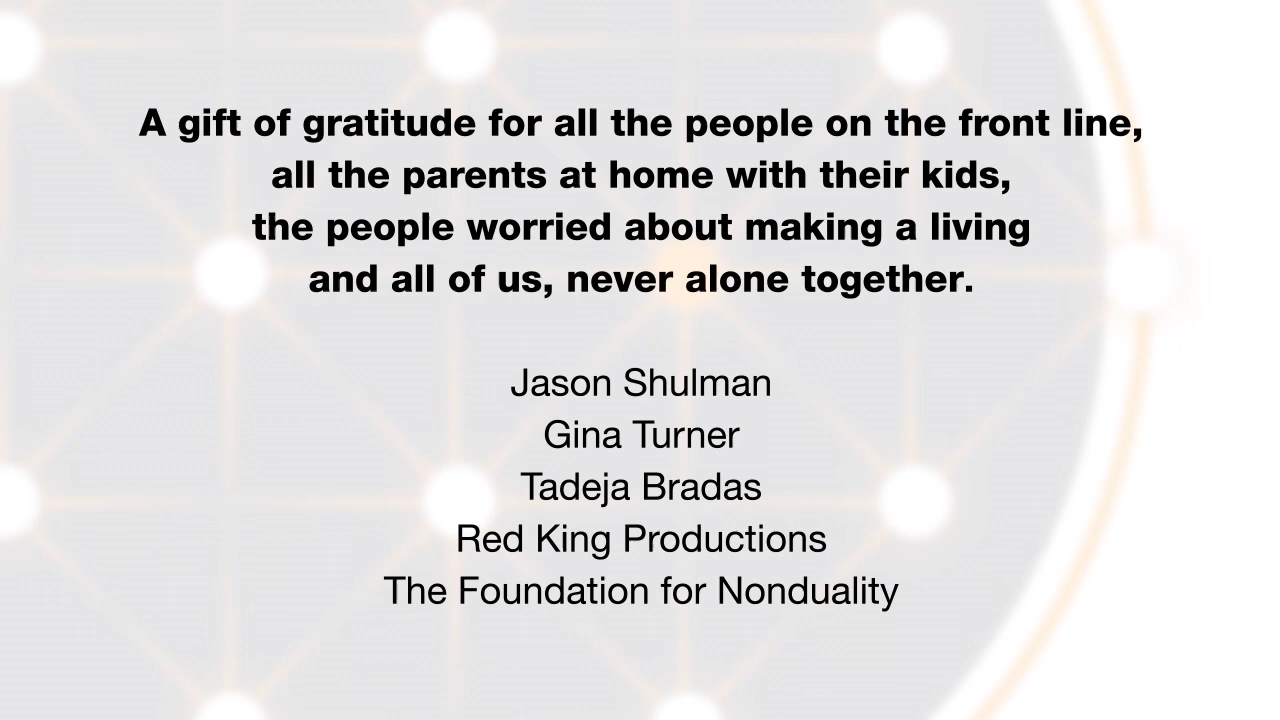 A gift of gratitude for all the people on the front line,
all the parents at home with their kids,
the people worried about making a living
and all of us, never alone together.
Jason Shulman
Gina Turner
Tadeja Bradas
Red King Productions
The Foundation for Nonduality